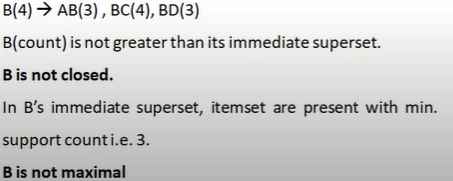 B(4) → AB(3) , BC(4), BD(3)
B(count) is not greater than its immediate superset.
B is not closed.
In B's immediate superset, itemset are present with min.
support count i.e. 3.
B is not maximal